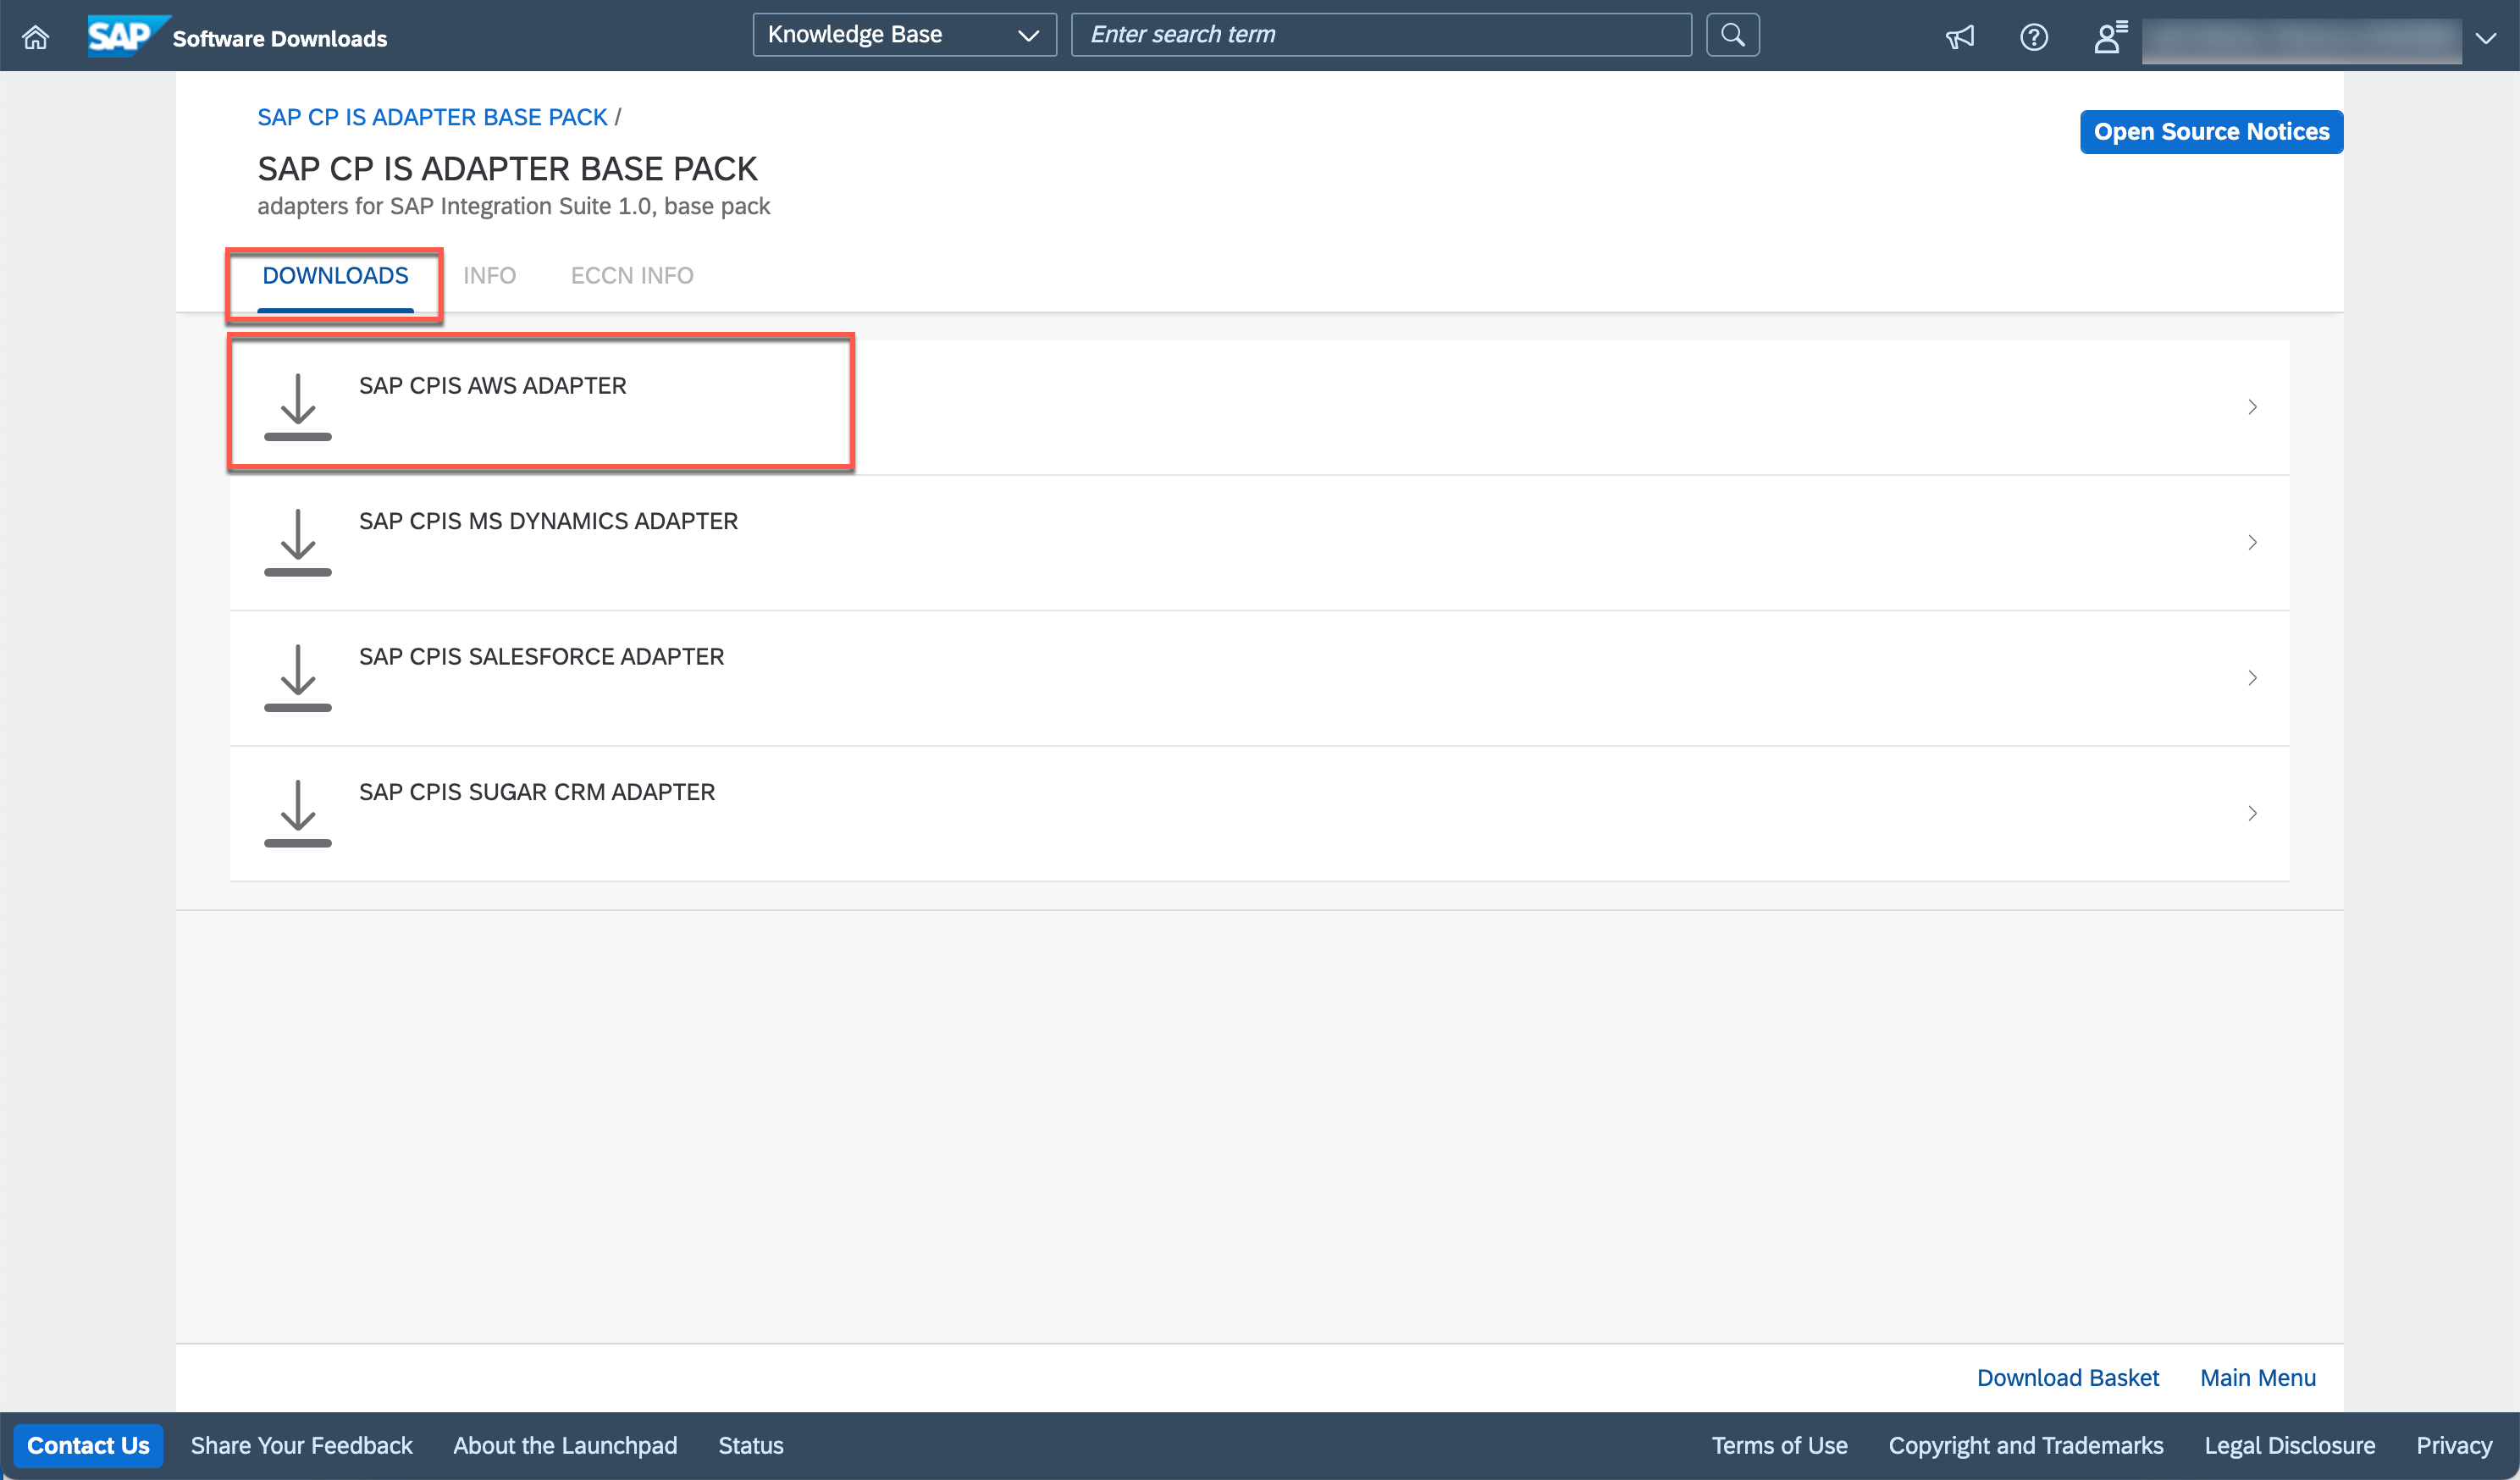 SAP Software Downloads
Knowledge Base
Enter search term
SAP CP IS ADAPTER BASE PACK /
Open Source Notices
SAP CP IS ADAPTER BASE PACK
adapters for SAP Integration Suite 1.0, base pack
DOWNLOADS INFO ECCN INFO
SAP CPIS AWS ADAPTER
SAP CPIS MS DYNAMICS ADAPTER
SAP CPIS SALESFORCE ADAPTER
SAP CPIS SUGAR CRM ADAPTER
Download Basket Main Menu
Contact Us Share Your Feedback About the Launchpad Status Terms of Use Copyright and Trademarks Legal Disclosure Privacy